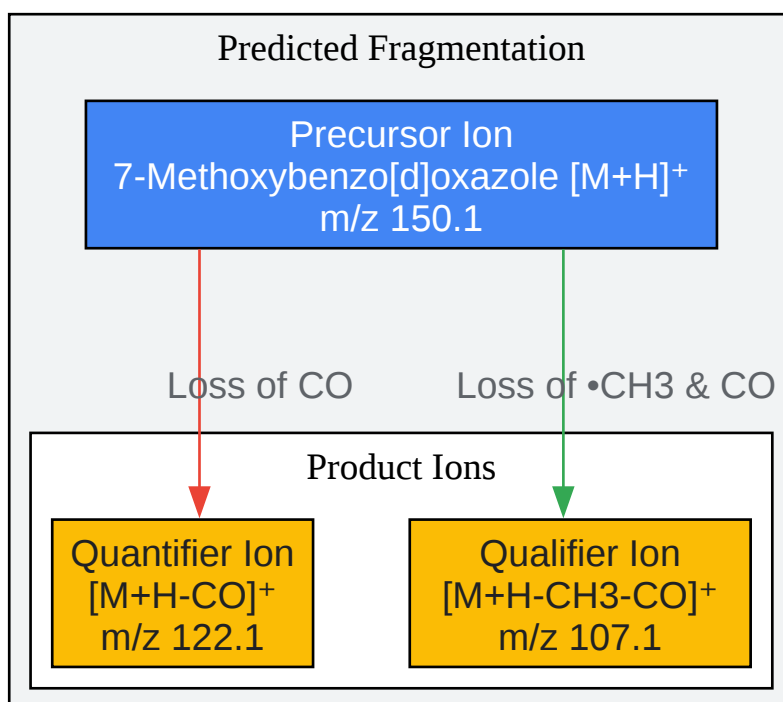 Predicted Fragmentation
Precursor Ion
7-Methoxybenzo[d]oxazole [M+H]⁺
m/z 150.1
Loss of CO
Loss of •CH3 & CO
Product Ions
Quantifier Ion
[M+H-CO]⁺
m/z 122.1
Qualifier Ion
[M+H-CH3-CO]⁺
m/z 107.1